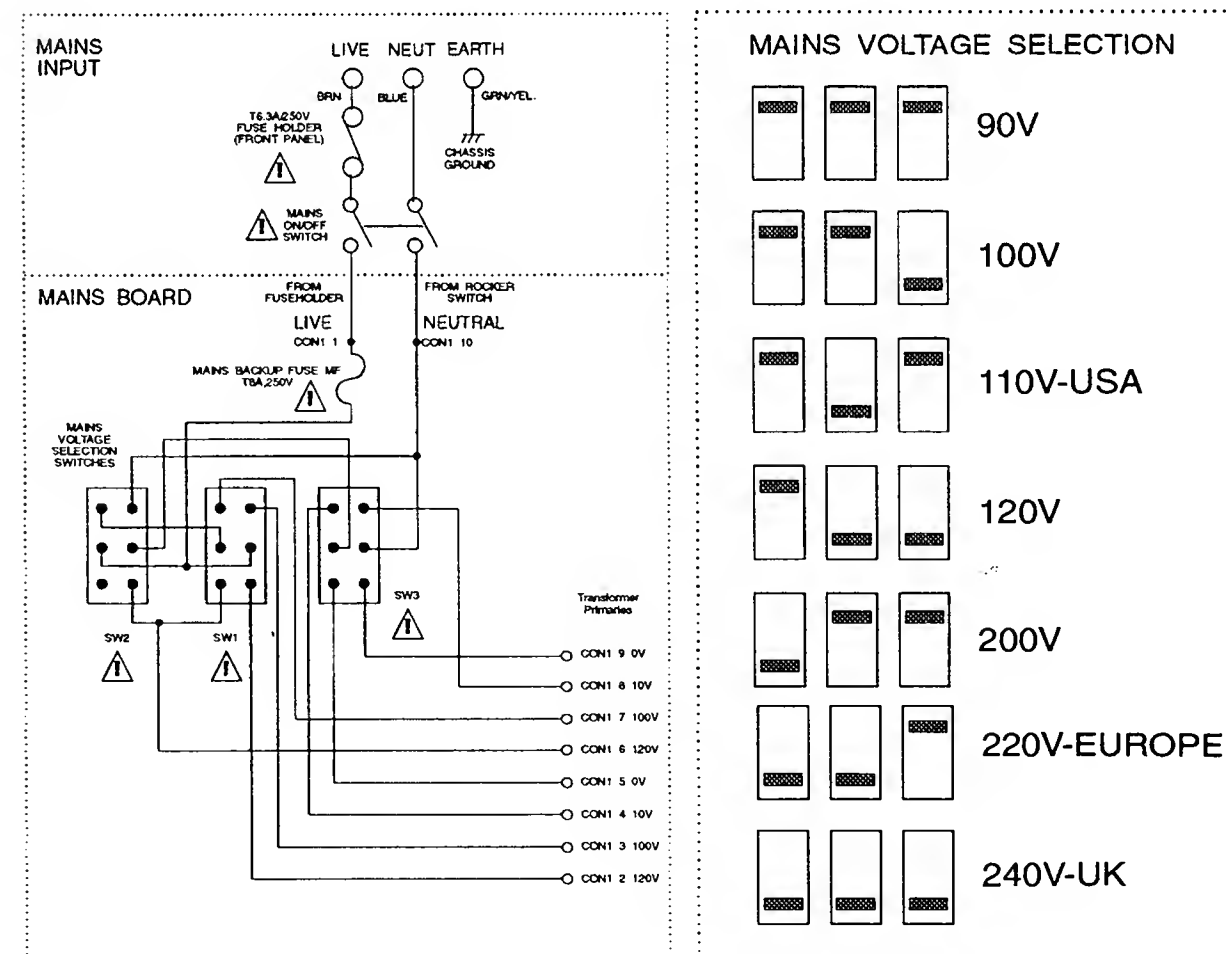 MAINS
INPUT
LIVE NEUT EARTH
BRN
BLUE
GRN/YEL.
T6.3A/250V
FUSE HOLDER
(FRONT PANEL)
CHASSIS
GROUND
MAINS
ON/OFF
SWITCH
MAINS BOARD
FROM
FUSEHOLDER
FROM ROCKER
SWITCH
LIVE
NEUTRAL
CON1 1
CON1 10
MAINS BACKUP FUSE MF
T8A,250V
MAINS
VOLTAGE
SELECTION
SWITCHES
SW2
SW1
SW3
Transformer
Primaries
CON1 9 0V
CON1 8 10V
CON1 7 100V
CON1 6 120V
CON1 5 0V
CON1 4 10V
CON1 3 100V
CON1 2 120V
MAINS VOLTAGE SELECTION
90V
100V
110V-USA
120V
200V
220V-EUROPE
240V-UK